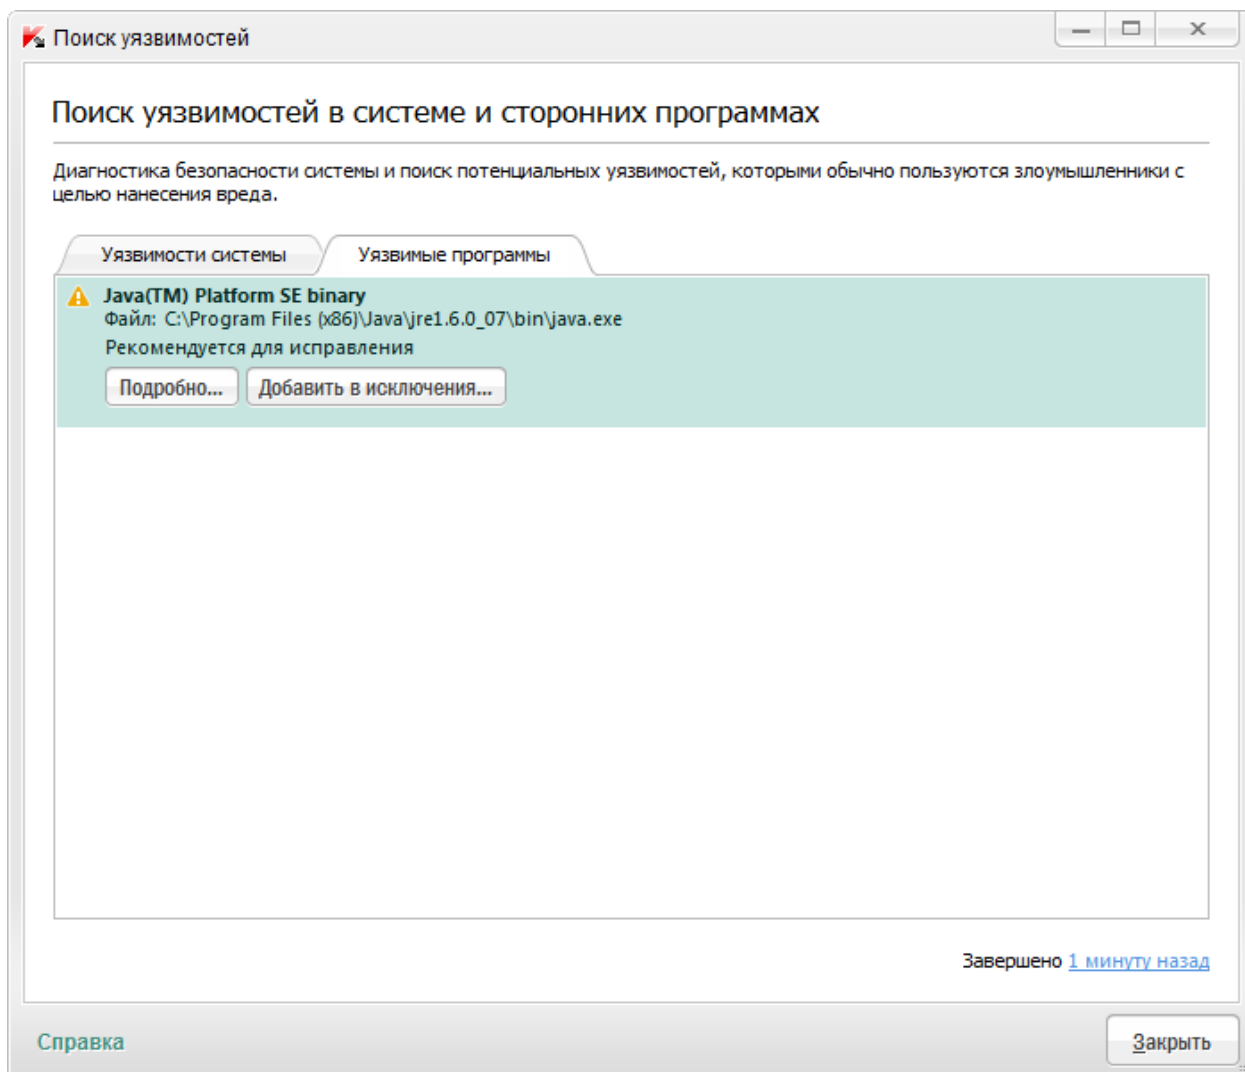 Поиск уязвимостей
Поиск уязвимостей в системе и сторонних программах
Диагностика безопасности системы и поиск потенциальных уязвимостей, которыми обычно пользуются злоумышленники с
целью нанесения вреда.
Уязвимости системы Уязвимые программы
Java(TM) Platform SE binary
Файл: C:\Program Files (x86)\Java\jre1.6.0_07\bin\java.exe
Рекомендуется для исправления
Подробно... Добавить в исключения...
Завершено 1 минуту назад
Справка Закрыть